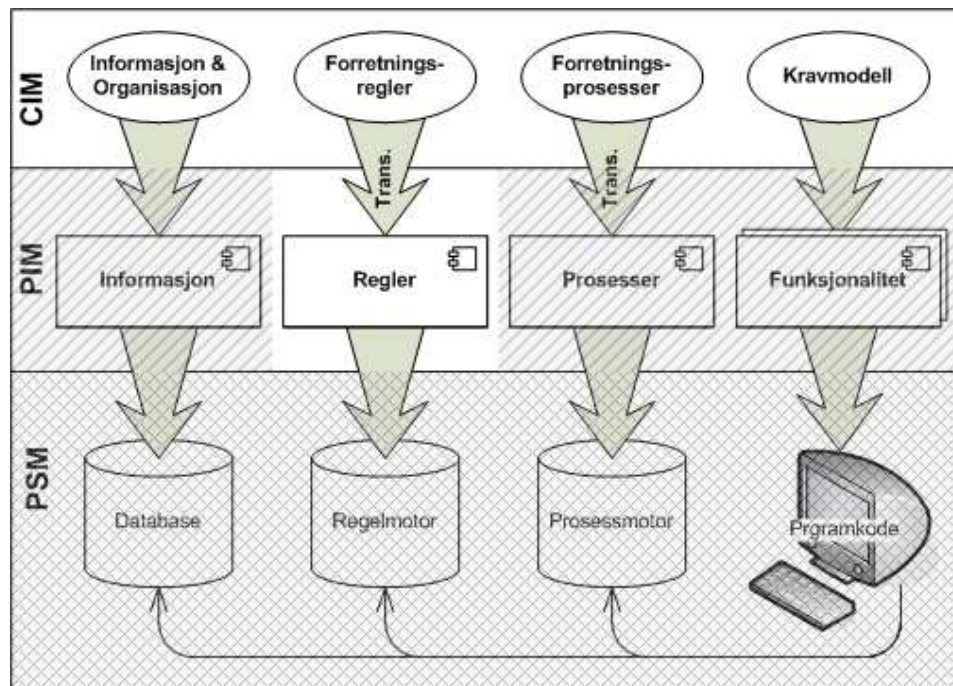 CIM
Informasjon &
Organisasjon
Forretnings-
regler
Forretnings-
prosesser
Kravmodell
Trans.
Trans.
PIM
Informasjon
Regler
Prosesser
Funksjonalitet
PSM
Database
Regelmotor
Prosessmotor
Prgramkode